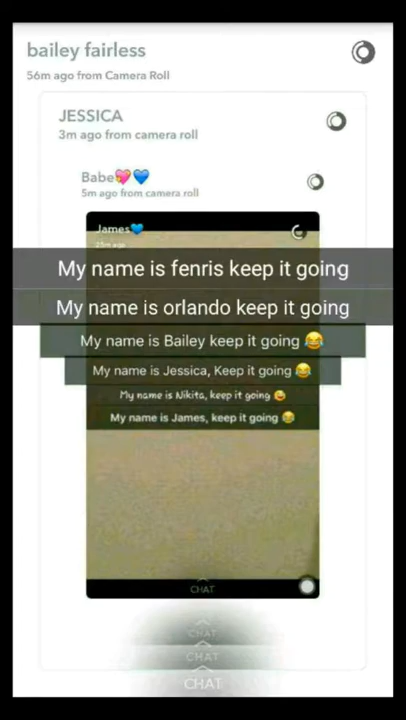 bailey fairless
56m ago from Camera Roll
JESSICA
3m ago from camera roll
Babe💖💙
5m ago from camera roll
James💙
My name is fenris keep it going
My name is orlando keep it going
My name is Bailey keep it going 😂
My name is Jessica, Keep it going 😂
My name is Nikita, keep it going 😂
My name is James, keep it going 😂
CHAT
CHAT
CHAT
CHAT